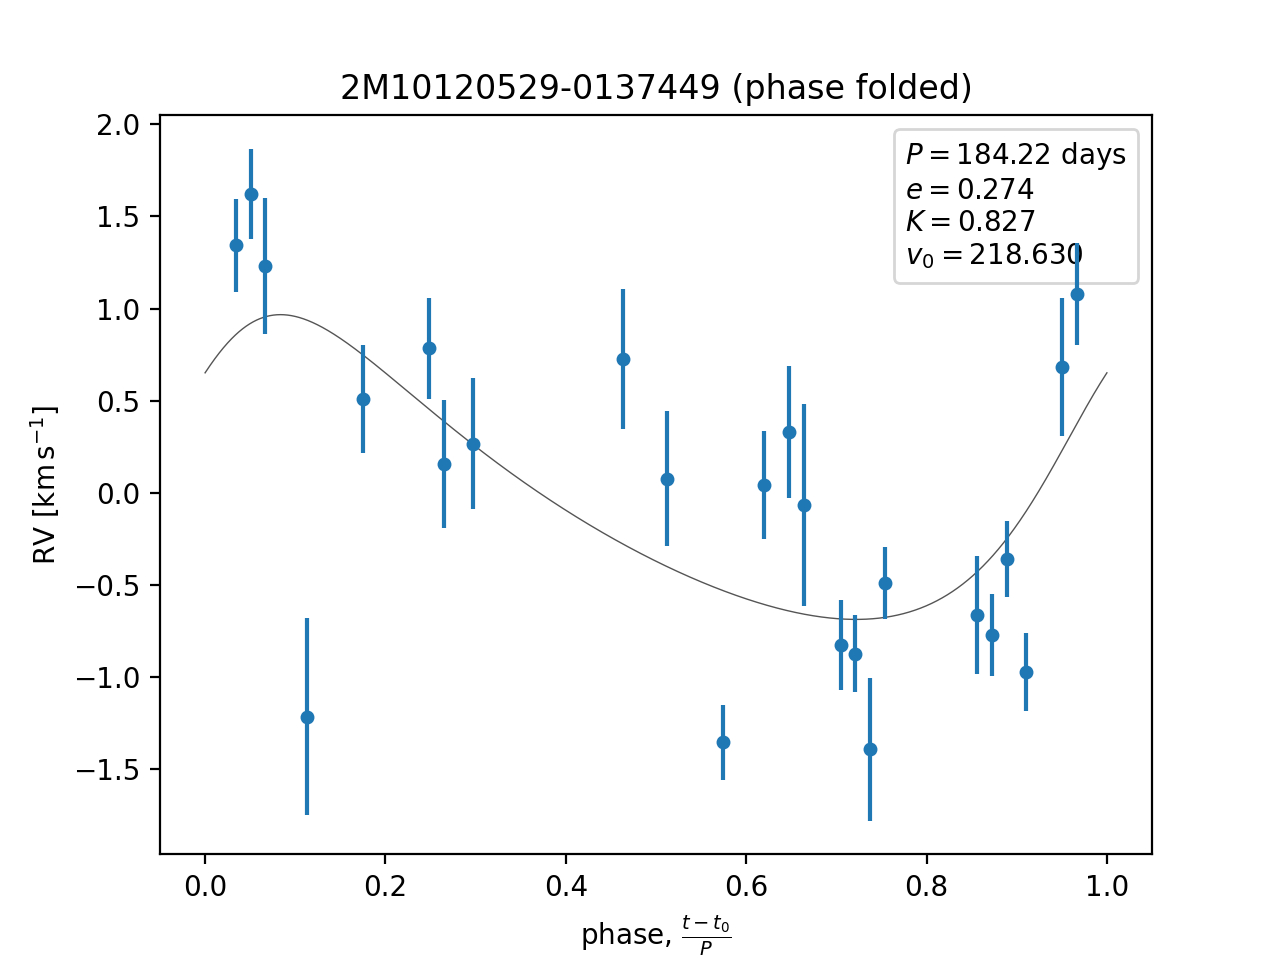 2M10120529-0137449 (phase folded)
P = 184.22 days
e = 0.274
K = 0.827
v₀ = 218.630
RV [km s⁻¹]
2.0
1.5
1.0
0.5
0.0
−0.5
−1.0
−1.5
0.0 0.2 0.4 0.6 0.8 1.0
phase, (t − t₀)/P